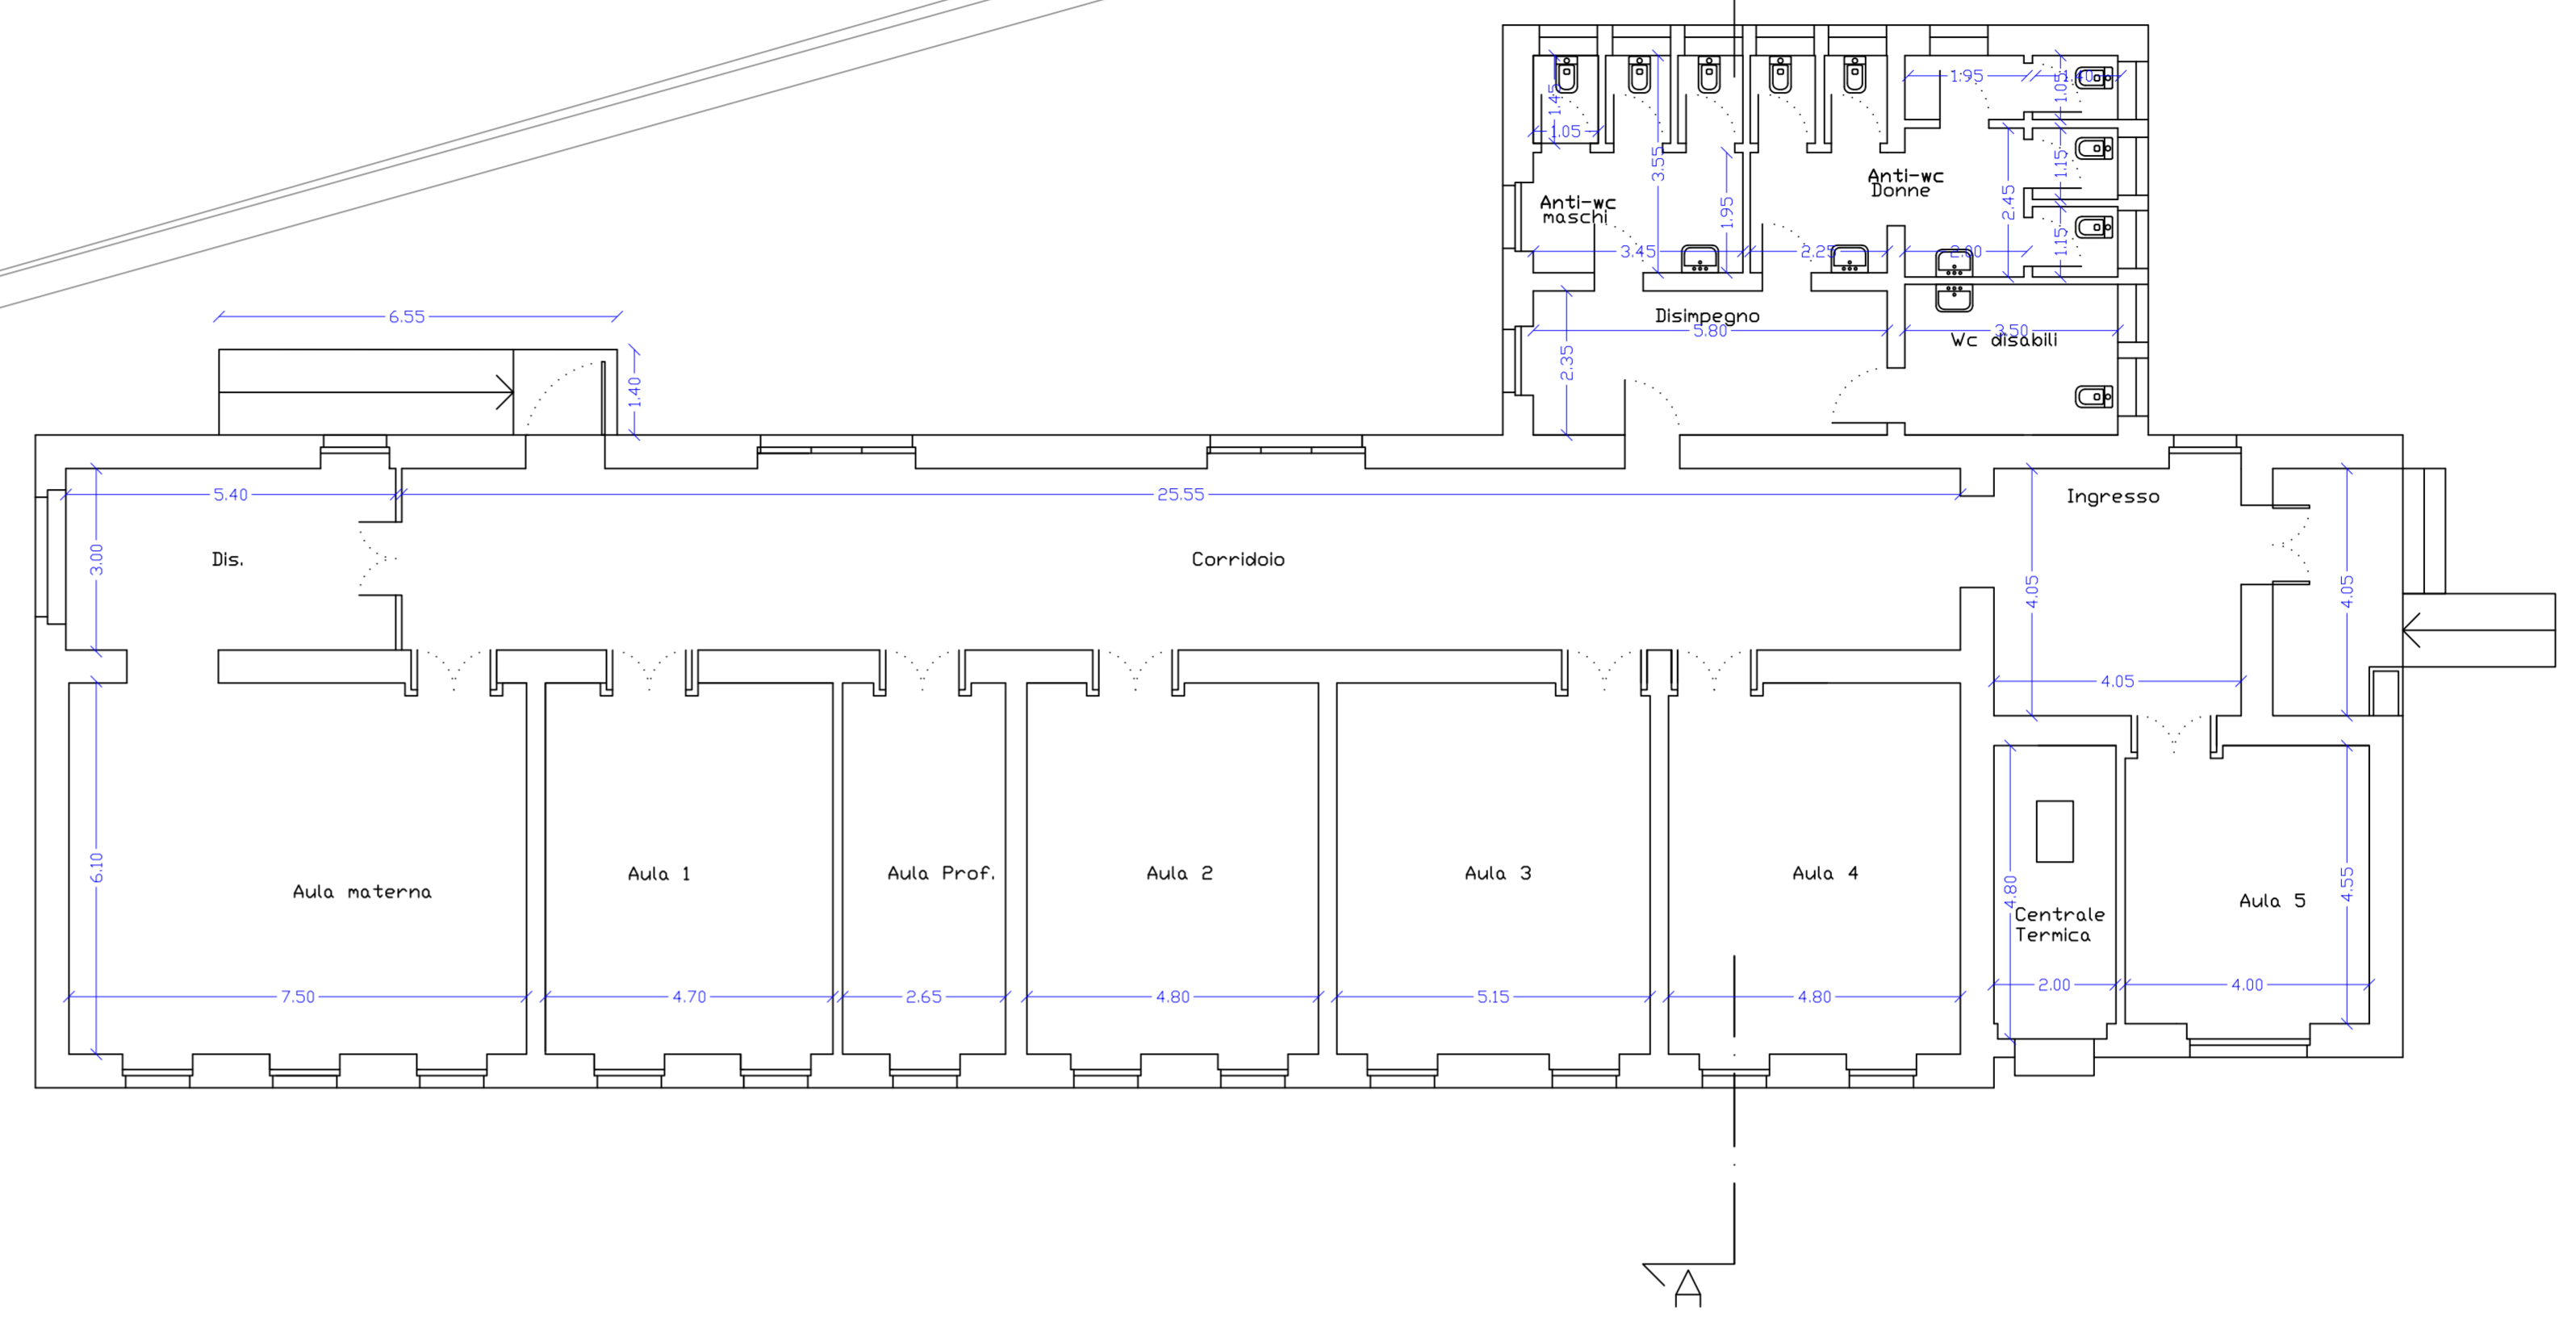 1.95
1.40
1.05
1.45
1.05
3.55
1.15
Anti-wc
Donne
2.45
Anti-wc
maschi
1.95
1.15
3.45
2.25
2.00
Disimpegno
5.80
3.50
Wc disabili
2.35
6.55
1.40
5.40
25.55
Ingresso
3.00
Dis.
Corridoio
4.05
4.05
4.05
Aula materna
Aula 1
Aula Prof.
Aula 2
Aula 3
Aula 4
6.10
4.80
Centrale
Termica
Aula 5
4.55
7.50
4.70
2.65
4.80
5.15
4.80
2.00
4.00
A